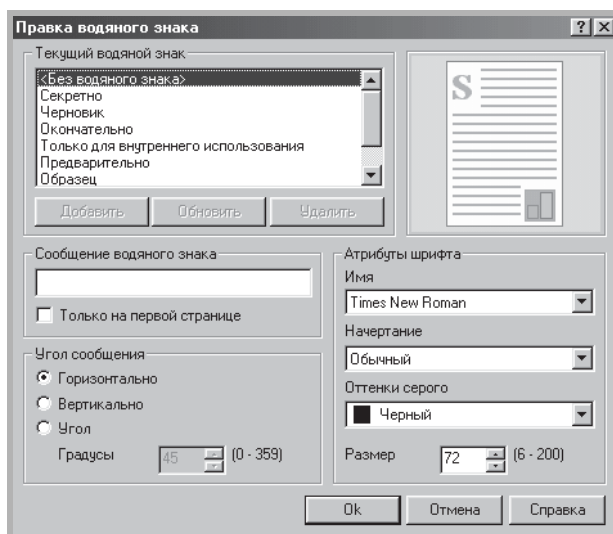 Правка водяного знака
Текущий водяной знак
<Без водяного знака>
Секретно
Черновик
Окончательно
Только для внутреннего использования
Предварительно
Образец
Добавить Обновить Удалить
S
Сообщение водяного знака
Только на первой странице
Угол сообщения
Горизонтально
Вертикально
Угол
Градусы 45 (0 - 359)
Атрибуты шрифта
Имя
Times New Roman
Начертание
Обычный
Оттенки серого
Черный
Размер 72 (6 - 200)
Ok Отмена Справка